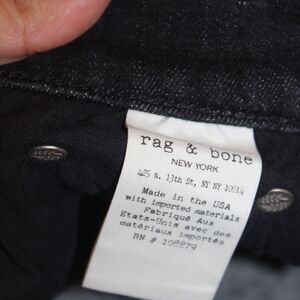 rag & bone
NEW YORK
425 W. 13th St, NY NY 10014
Made in the USA
with imported materials
Fabriqué Aux
Etats-Unis avec des
matériaux importés
RN # 108879